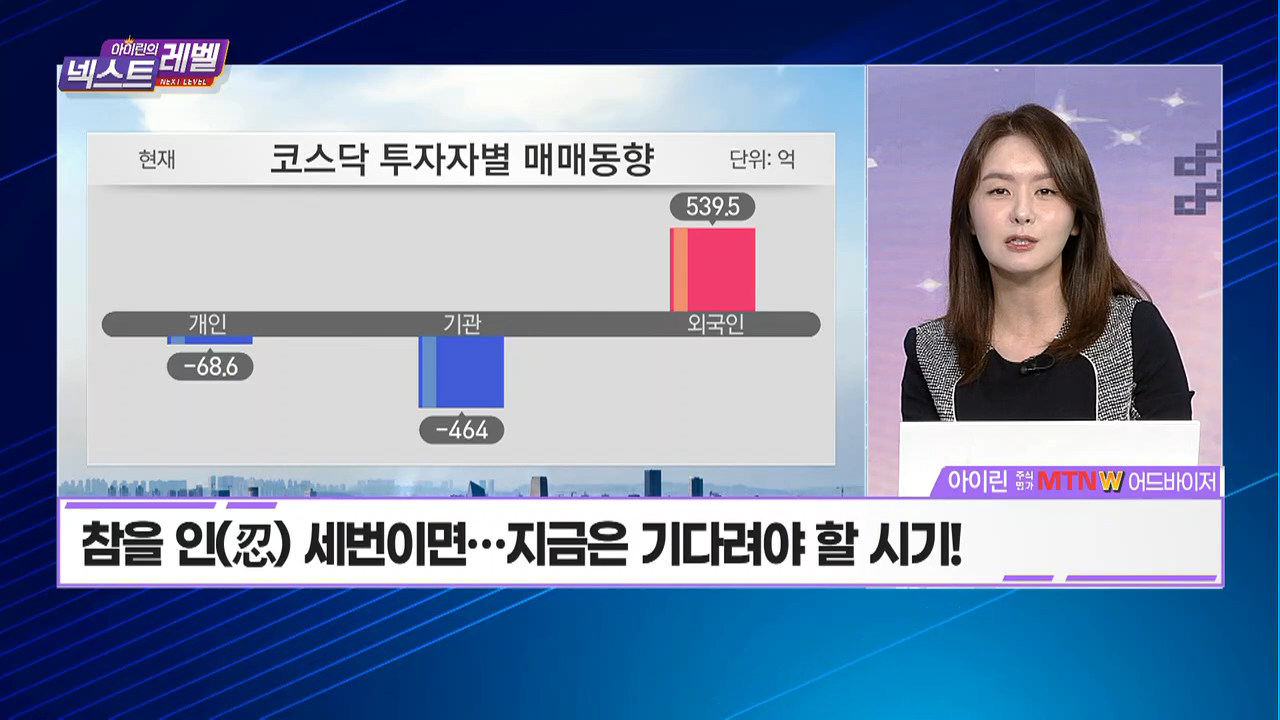 아이린의
넥스트 레벨
NEXT LEVEL
현재 코스닥 투자자별 매매동향 단위: 억
539.5
개인 기관 외국인
-68.6
-464
아이린 주식민가 MTNW 어드바이저
참을 인(忍) 세번이면…지금은 기다려야 할 시기!